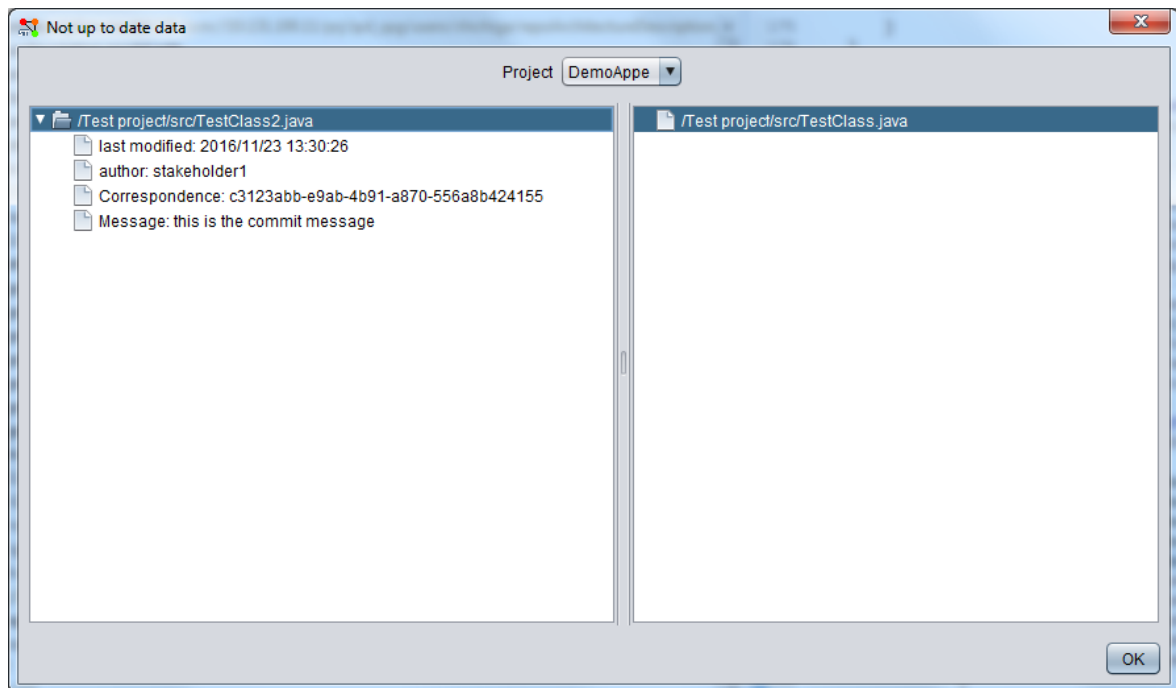 Not up to date data
Project DemoAppe
/Test project/src/TestClass2.java
last modified: 2016/11/23 13:30:26
author: stakeholder1
Correspondence: c3123abb-e9ab-4b91-a870-556a8b424155
Message: this is the commit message
/Test project/src/TestClass.java
OK